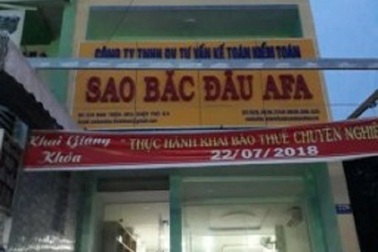 CÔNG TY TNHH DV TƯ VẤN KẾ TOÁN KIỂM TOÁN
SAO BẮC ĐẨU AFA
Khai Giảng
Khóa
"THỰC HÀNH KHAI BÁO THUẾ CHUYÊN NGHIỆ
22/07/2018